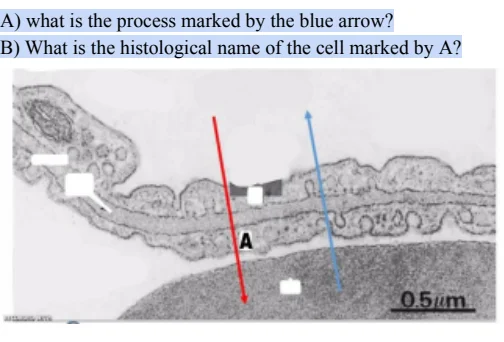 A) what is the process marked by the blue arrow?
B) What is the histological name of the cell marked by A?
A
0.5µm